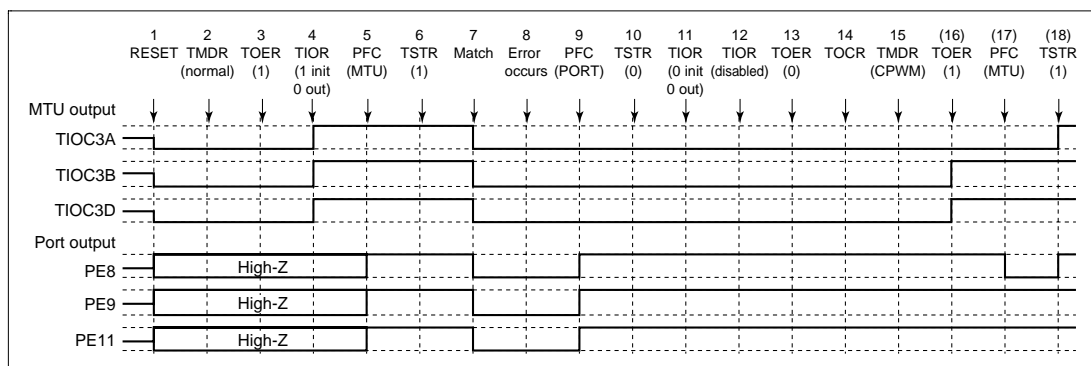 1 2 3 4 5 6 7 8 9 10 11 12 13 14 15 (16) (17) (18)
RESET TMDR TOER TIOR PFC TSTR Match Error PFC TSTR TIOR TIOR TOER TOCR TMDR TOER PFC TSTR
(normal) (1) (1 init (MTU) (1) occurs (PORT) (0) (0 init (disabled) (0) (CPWM) (1) (MTU) (1)
0 out) 0 out)
MTU output
TIOC3A
TIOC3B
TIOC3D
Port output
PE8 High-Z
PE9 High-Z
PE11 High-Z